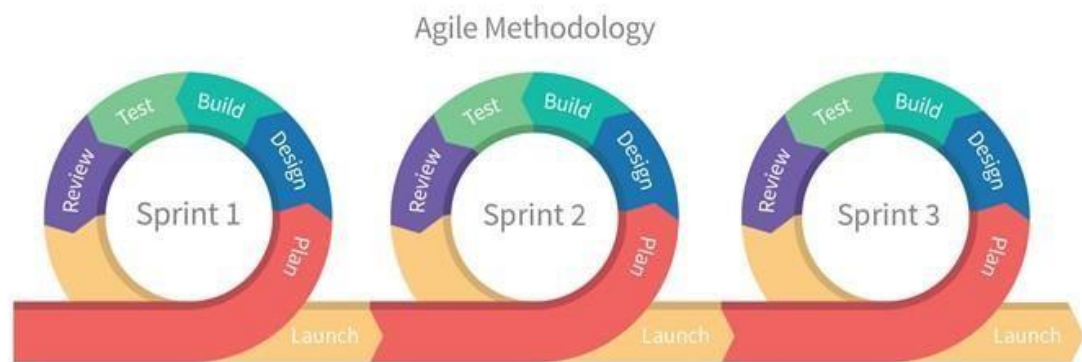 Agile Methodology
Test
Build
Review
Design
Sprint 1
Plan
Launch
Test
Build
Review
Design
Sprint 2
Plan
Launch
Test
Build
Review
Design
Sprint 3
Plan
Launch